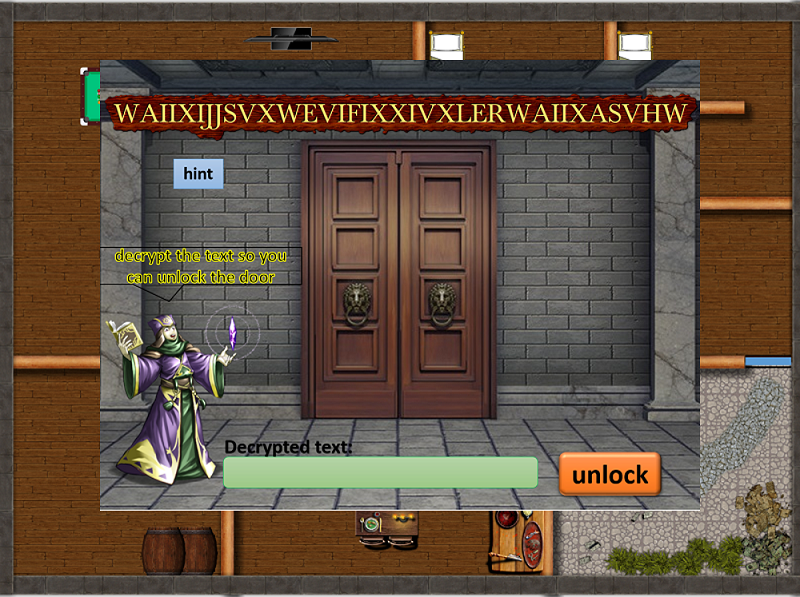 WAIIXIJJSVXWEVIFIXXIVXLERWAIIXASVHW
hint
decrypt the text so you
can unlock the door
Decrypted text:
unlock